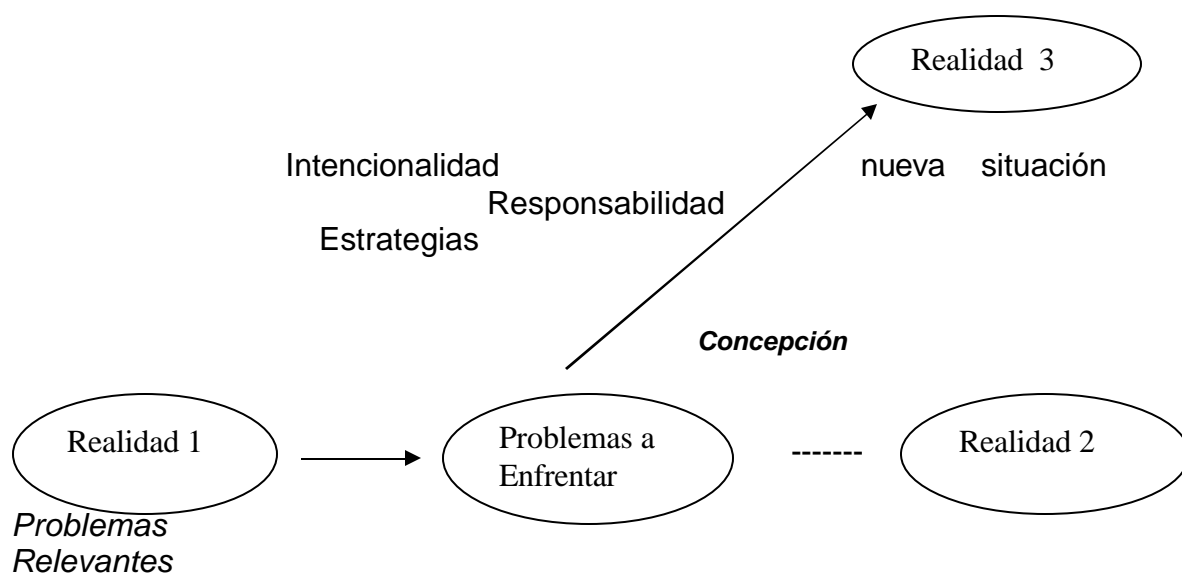 Realidad 3
Intencionalidad
nueva situación
Responsabilidad
Estrategias
Concepción
Realidad 1
Problemas a
Enfrentar
-------
Realidad 2
Problemas
Relevantes